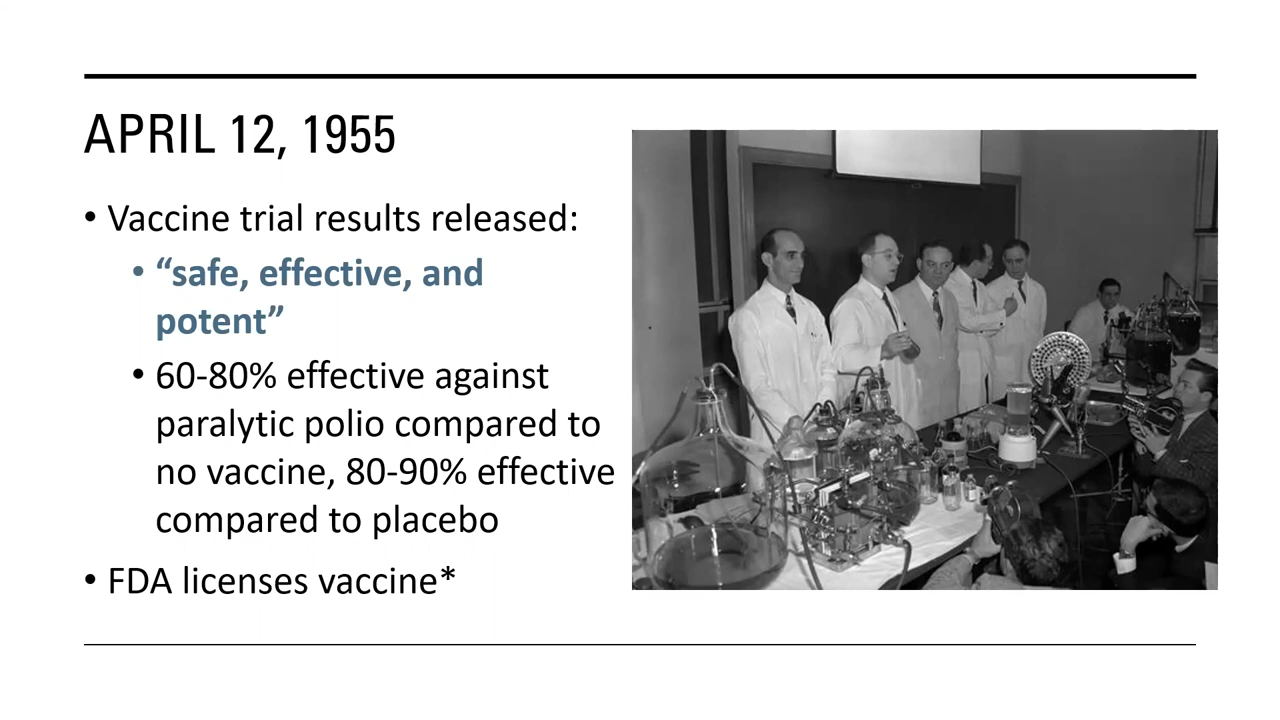 APRIL 12, 1955
• Vaccine trial results released:
• “safe, effective, and
potent”
• 60-80% effective against
paralytic polio compared to
no vaccine, 80-90% effective
compared to placebo
• FDA licenses vaccine*